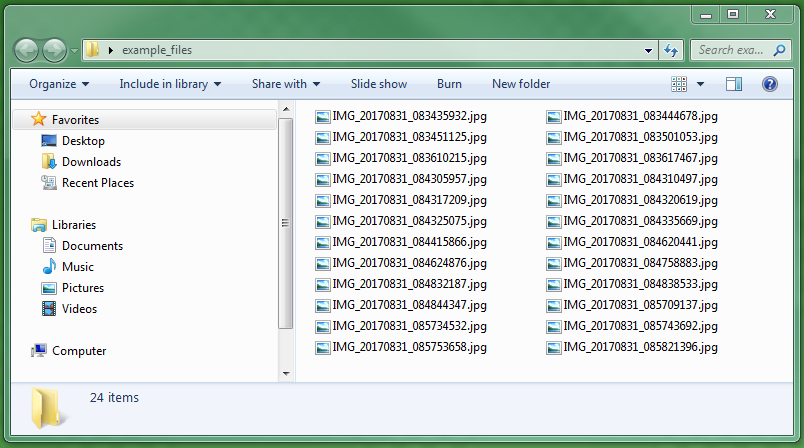 example_files
Search exa...
Organize Include in library Share with Slide show Burn New folder
Favorites
Desktop
Downloads
Recent Places
Libraries
Documents
Music
Pictures
Videos
Computer
IMG_20170831_083435932.jpg IMG_20170831_083444678.jpg
IMG_20170831_083451125.jpg IMG_20170831_083501053.jpg
IMG_20170831_083610215.jpg IMG_20170831_083617467.jpg
IMG_20170831_084305957.jpg IMG_20170831_084310497.jpg
IMG_20170831_084317209.jpg IMG_20170831_084320619.jpg
IMG_20170831_084325075.jpg IMG_20170831_084335669.jpg
IMG_20170831_084415866.jpg IMG_20170831_084620441.jpg
IMG_20170831_084624876.jpg IMG_20170831_084758883.jpg
IMG_20170831_084832187.jpg IMG_20170831_084838533.jpg
IMG_20170831_084844347.jpg IMG_20170831_085709137.jpg
IMG_20170831_085734532.jpg IMG_20170831_085743692.jpg
IMG_20170831_085753658.jpg IMG_20170831_085821396.jpg
24 items